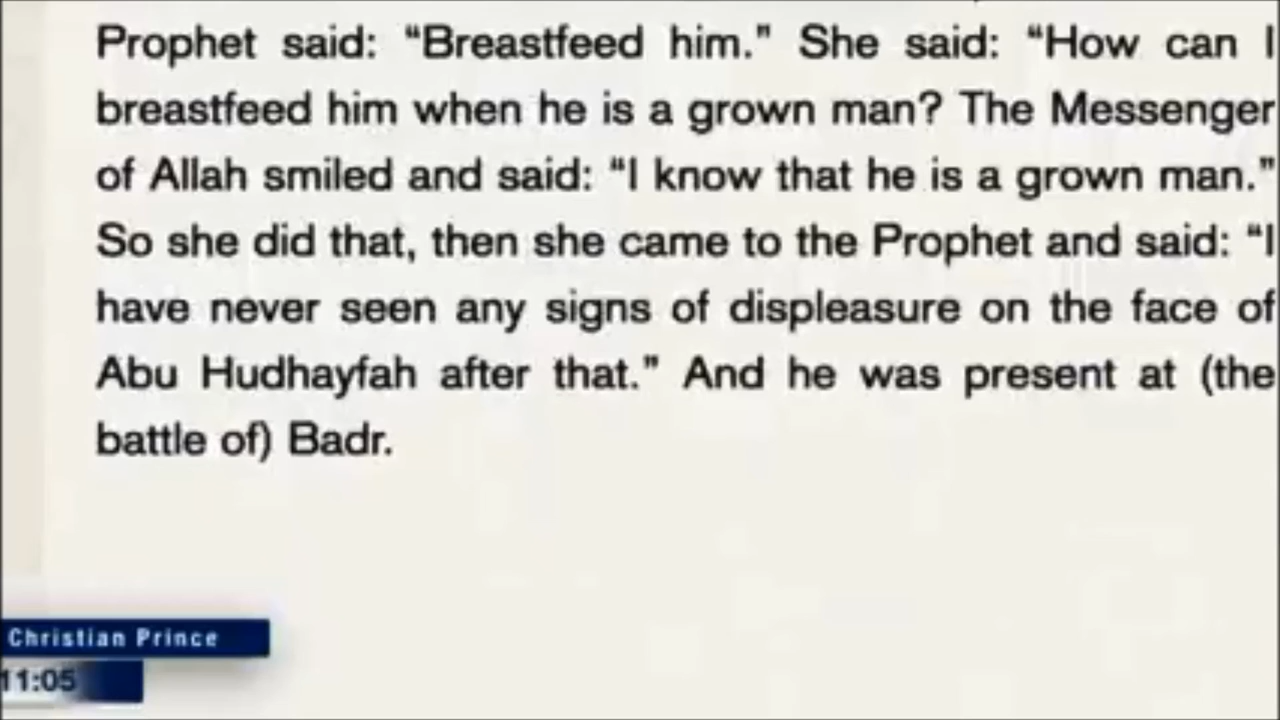 Prophet said: “Breastfeed him.” She said: “How can I
breastfeed him when he is a grown man? The Messenger
of Allah smiled and said: “I know that he is a grown man.”
So she did that, then she came to the Prophet and said: “I
have never seen any signs of displeasure on the face of
Abu Hudhayfah after that.” And he was present at (the
battle of) Badr.
Christian Prince
11:05